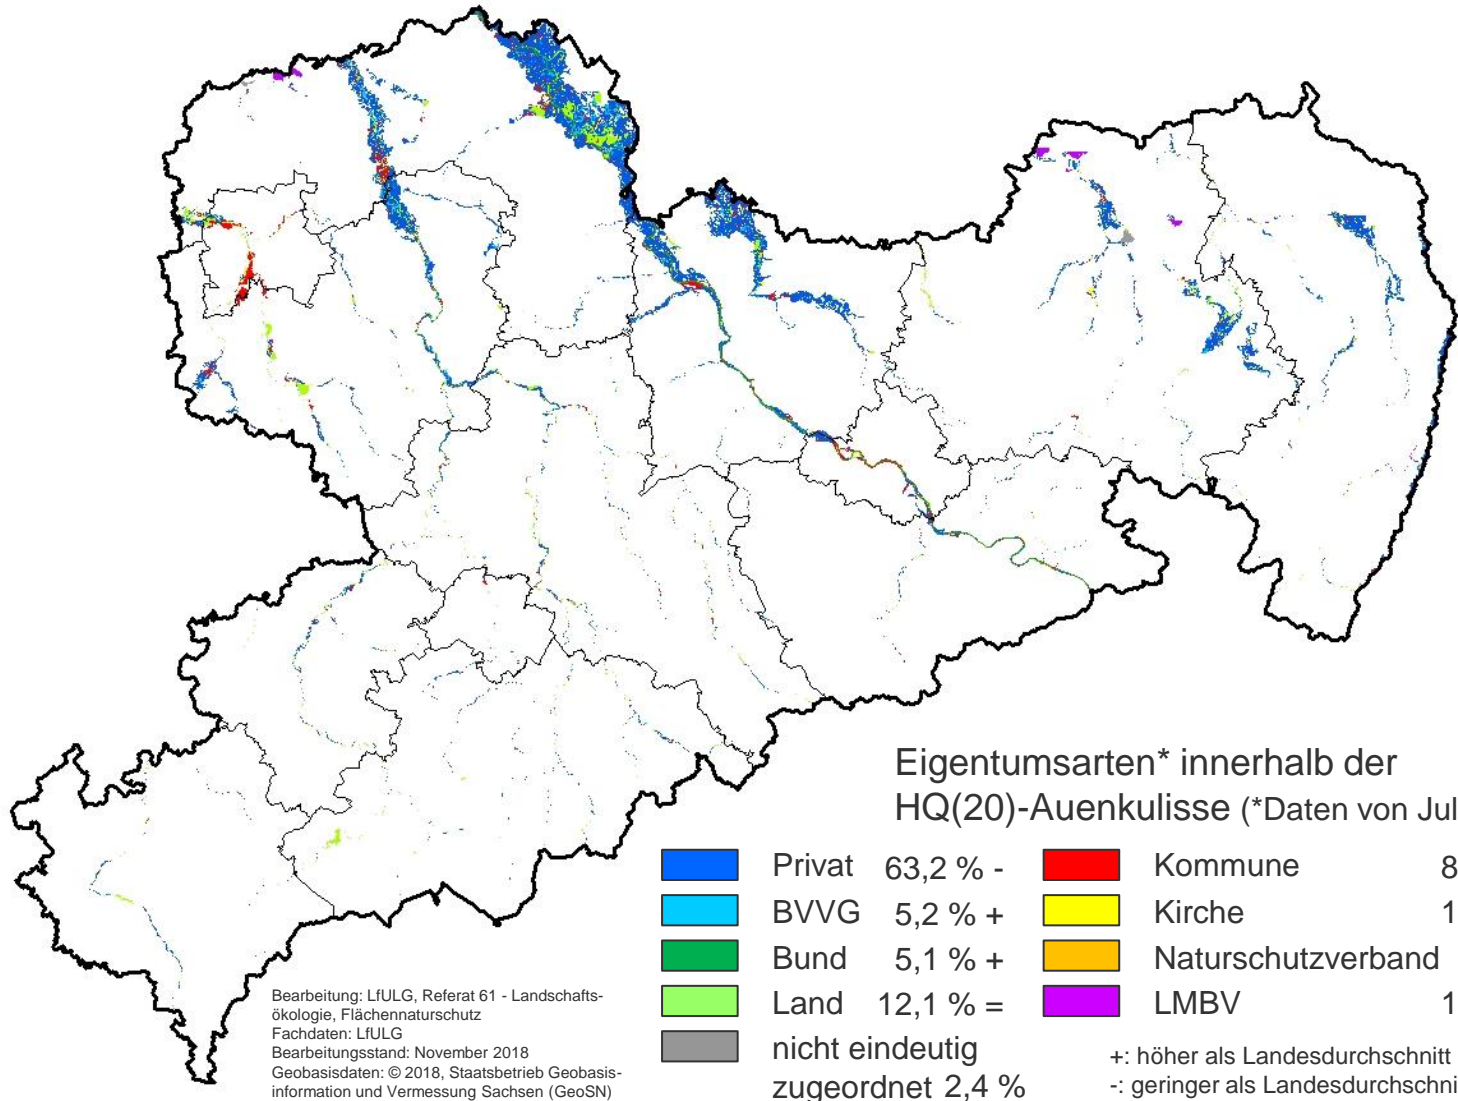 Eigentumsarten* innerhalb der
HQ(20)-Auenkulisse (*Daten von Jul
Privat 63,2 % -
BVVG 5,2 % +
Bund 5,1 % +
Land 12,1 % =
nicht eindeutig
zugeordnet 2,4 %
Kommune 8
Kirche 1
Naturschutzverband
LMBV 1
+: höher als Landesdurchschnitt
-: geringer als Landesdurchschni
Bearbeitung: LfULG, Referat 61 - Landschafts-
ökologie, Flächennaturschutz
Fachdaten: LfULG
Bearbeitungsstand: November 2018
Geobasisdaten: © 2018, Staatsbetrieb Geobasis-
information und Vermessung Sachsen (GeoSN)